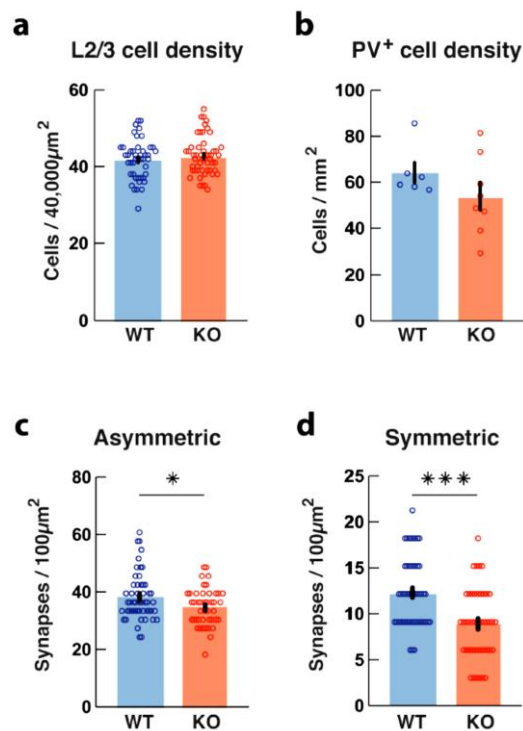 a
L2/3 cell density
Cells / 40,000µm²
60
40
20
0
WT KO
b
PV⁺ cell density
Cells / mm²
100
80
60
40
20
0
WT KO
c
Asymmetric
Synapses / 100µm²
80
60
40
20
0
*
WT KO
d
Symmetric
Synapses / 100µm²
25
20
15
10
5
0
***
WT KO